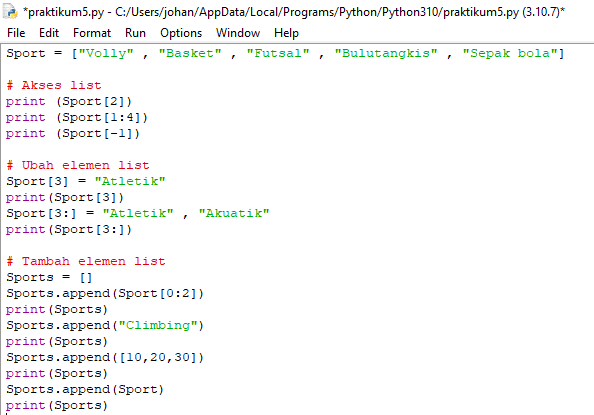 *praktikum5.py - C:/Users/johan/AppData/Local/Programs/Python/Python310/praktikum5.py (3.10.7)*
File Edit Format Run Options Window Help
Sport = ["Volly" , "Basket" , "Futsal" , "Bulutangkis" , "Sepak bola"]
# Akses list
print (Sport[2])
print (Sport[1:4])
print (Sport[-1])
# Ubah elemen list
Sport[3] = "Atletik"
print(Sport[3])
Sport[3:] = "Atletik" , "Akuatik"
print(Sport[3:])
# Tambah elemen list
Sports = []
Sports.append(Sport[0:2])
print(Sports)
Sports.append("Climbing")
print(Sports)
Sports.append([10,20,30])
print(Sports)
Sports.append(Sport)
print(Sports)